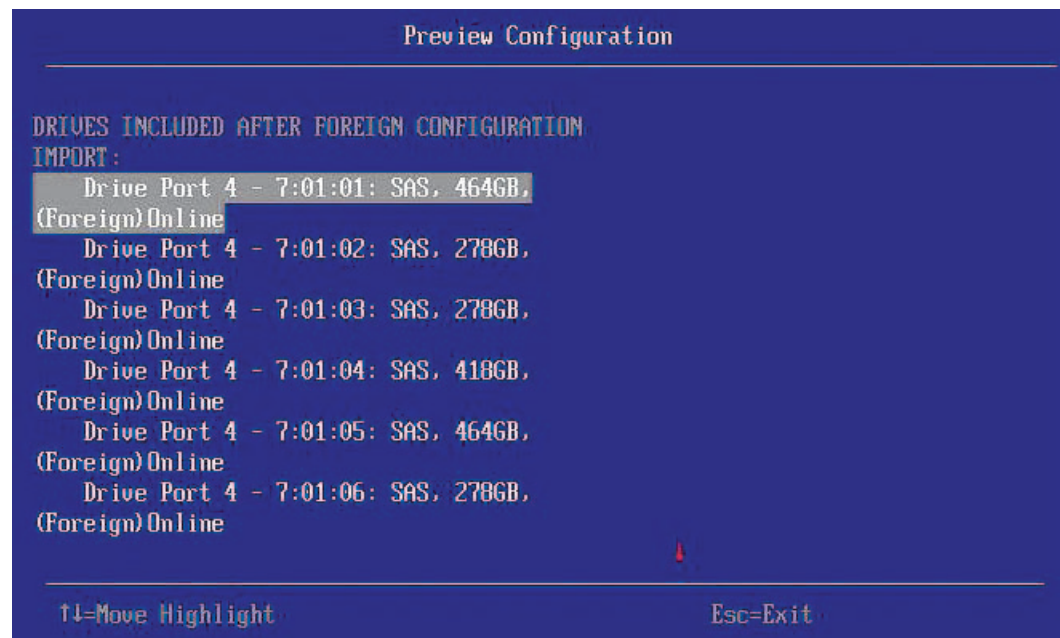 Preview Configuration
DRIVES INCLUDED AFTER FOREIGN CONFIGURATION
IMPORT:
Drive Port 4 - 7:01:01: SAS, 464GB,
(Foreign)Online
Drive Port 4 - 7:01:02: SAS, 278GB,
(Foreign)Online
Drive Port 4 - 7:01:03: SAS, 278GB,
(Foreign)Online
Drive Port 4 - 7:01:04: SAS, 418GB,
(Foreign)Online
Drive Port 4 - 7:01:05: SAS, 464GB,
(Foreign)Online
Drive Port 4 - 7:01:06: SAS, 278GB,
(Foreign)Online
↓
↑↓=Move Highlight Esc=Exit